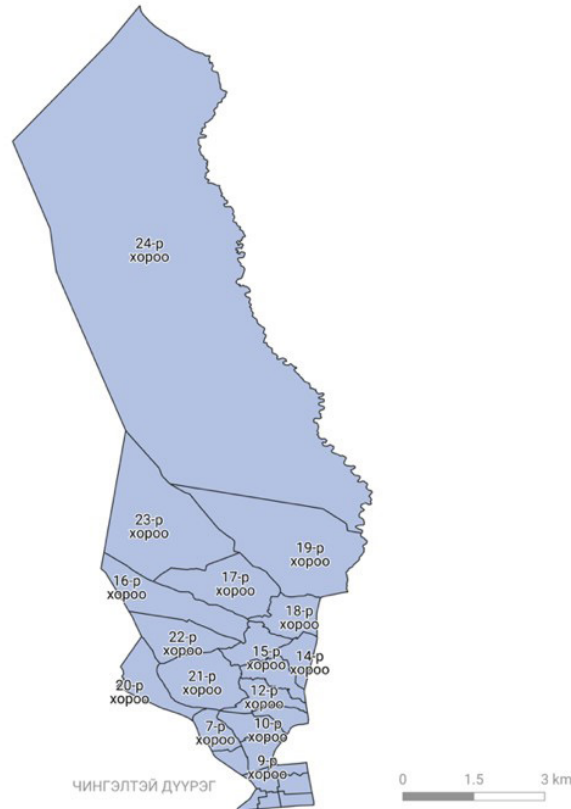 24-р
хороо
23-р
хороо
19-р
хороо
16-р
хороо
17-р
хороо
18-р
хороо
22-р
хороо
15-р
хороо
14-р
хороо
20-р
хороо
21-р
хороо
12-р
хороо
7-р
хороо
10-р
хороо
9-р
хороо
ЧИНГЭЛТЭЙ ДҮҮРЭГ
0 1.5 3 km